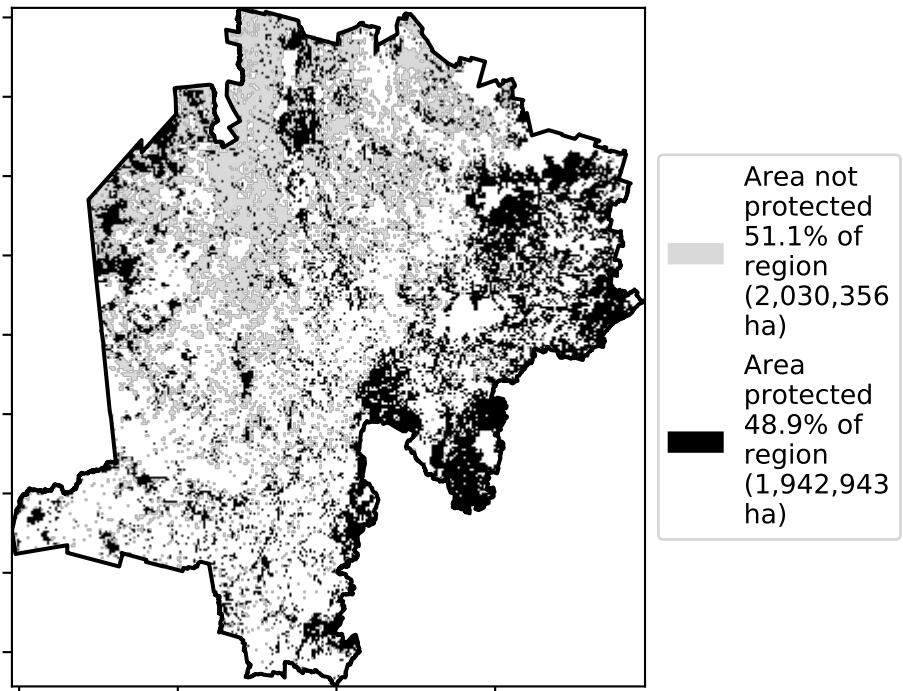 Area not
protected
51.1% of
region
(2,030,356
ha)
Area
protected
48.9% of
region
(1,942,943
ha)